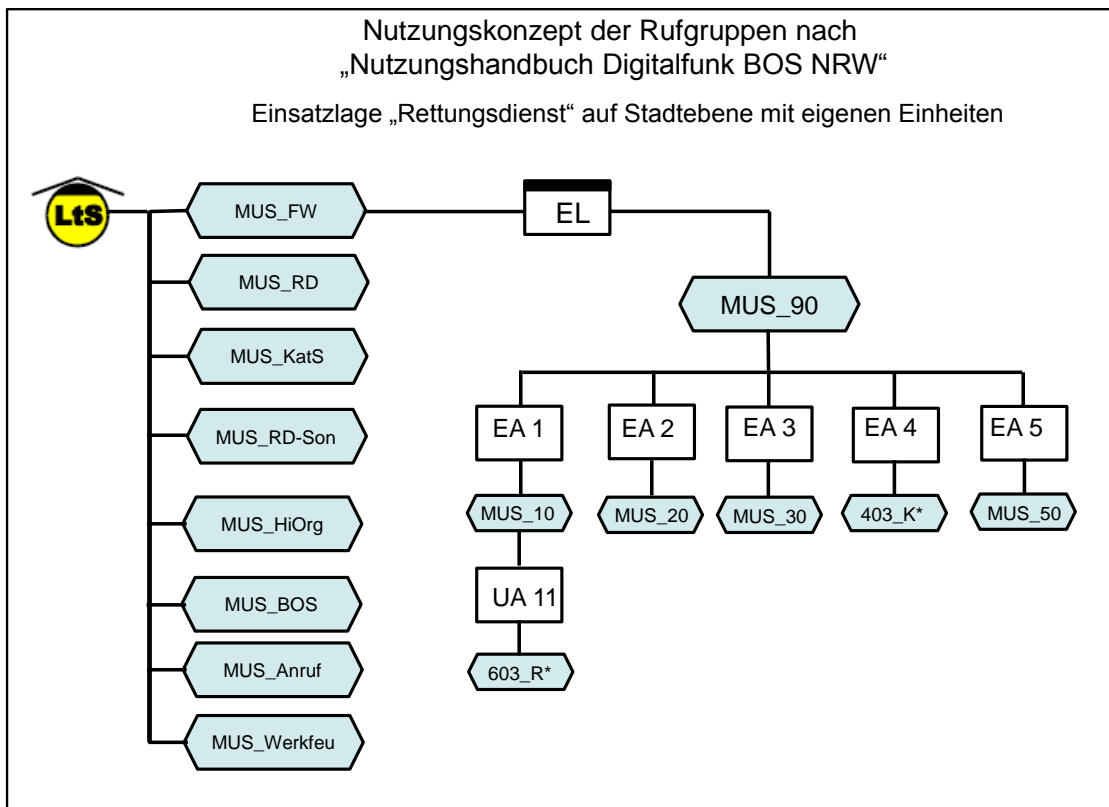 Nutzungskonzept der Rufgruppen nach
„Nutzungshandbuch Digitalfunk BOS NRW“
Einsatzlage „Rettungsdienst“ auf Stadtebene mit eigenen Einheiten
LtS
MUS_FW
EL
MUS_RD
MUS_90
MUS_KatS
MUS_RD-Son
EA 1
EA 2
EA 3
EA 4
EA 5
MUS_HiOrg
MUS_10
MUS_20
MUS_30
403_K*
MUS_50
MUS_BOS
UA 11
MUS_Anruf
603_R*
MUS_Werkfeu